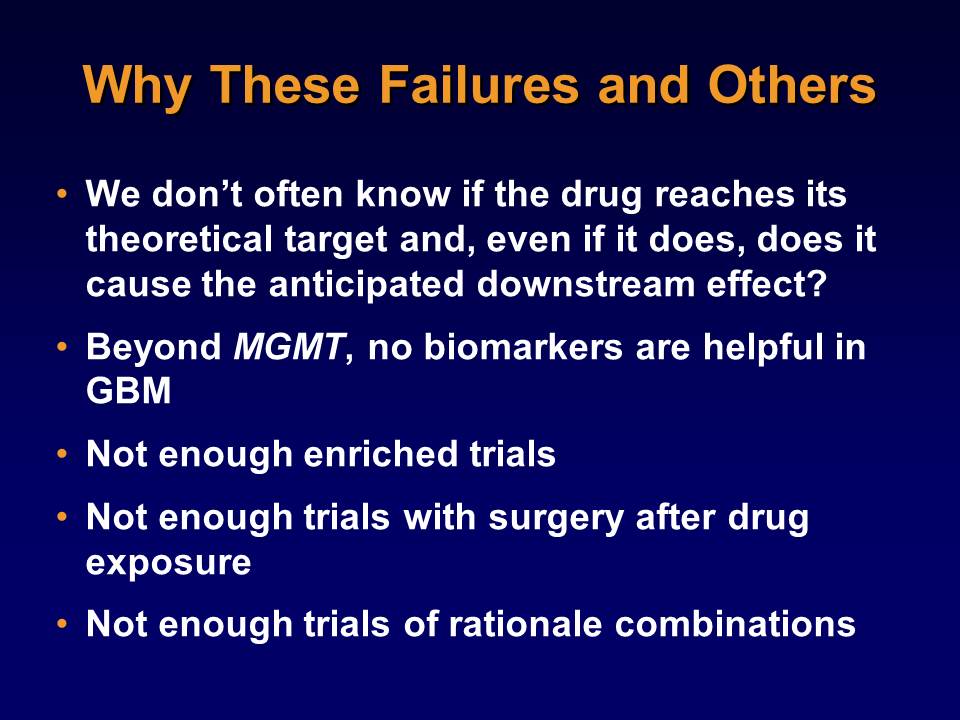 Why These Failures and Others
• We don’t often know if the drug reaches its
theoretical target and, even if it does, does it
cause the anticipated downstream effect?
• Beyond MGMT, no biomarkers are helpful in
GBM
• Not enough enriched trials
• Not enough trials with surgery after drug
exposure
• Not enough trials of rationale combinations